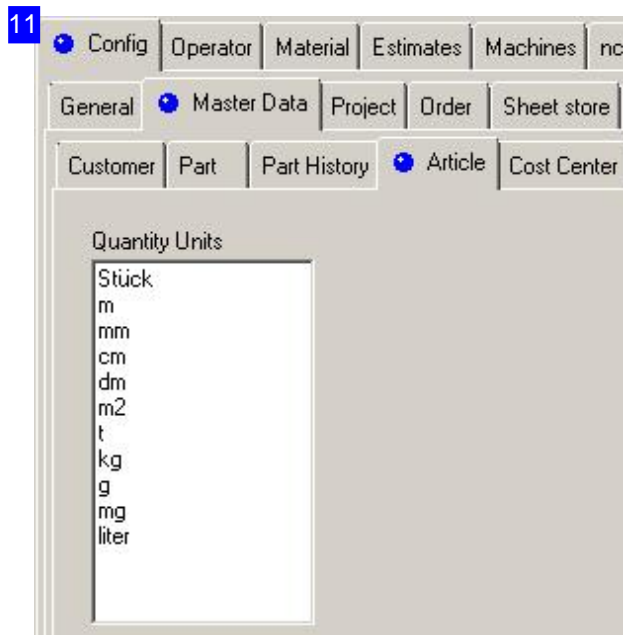 11
Config Operator Material Estimates Machines nc
General Master Data Project Order Sheet store
Customer Part Part History Article Cost Center
Quantity Units
Stück
m
mm
cm
dm
m2
t
kg
g
mg
liter